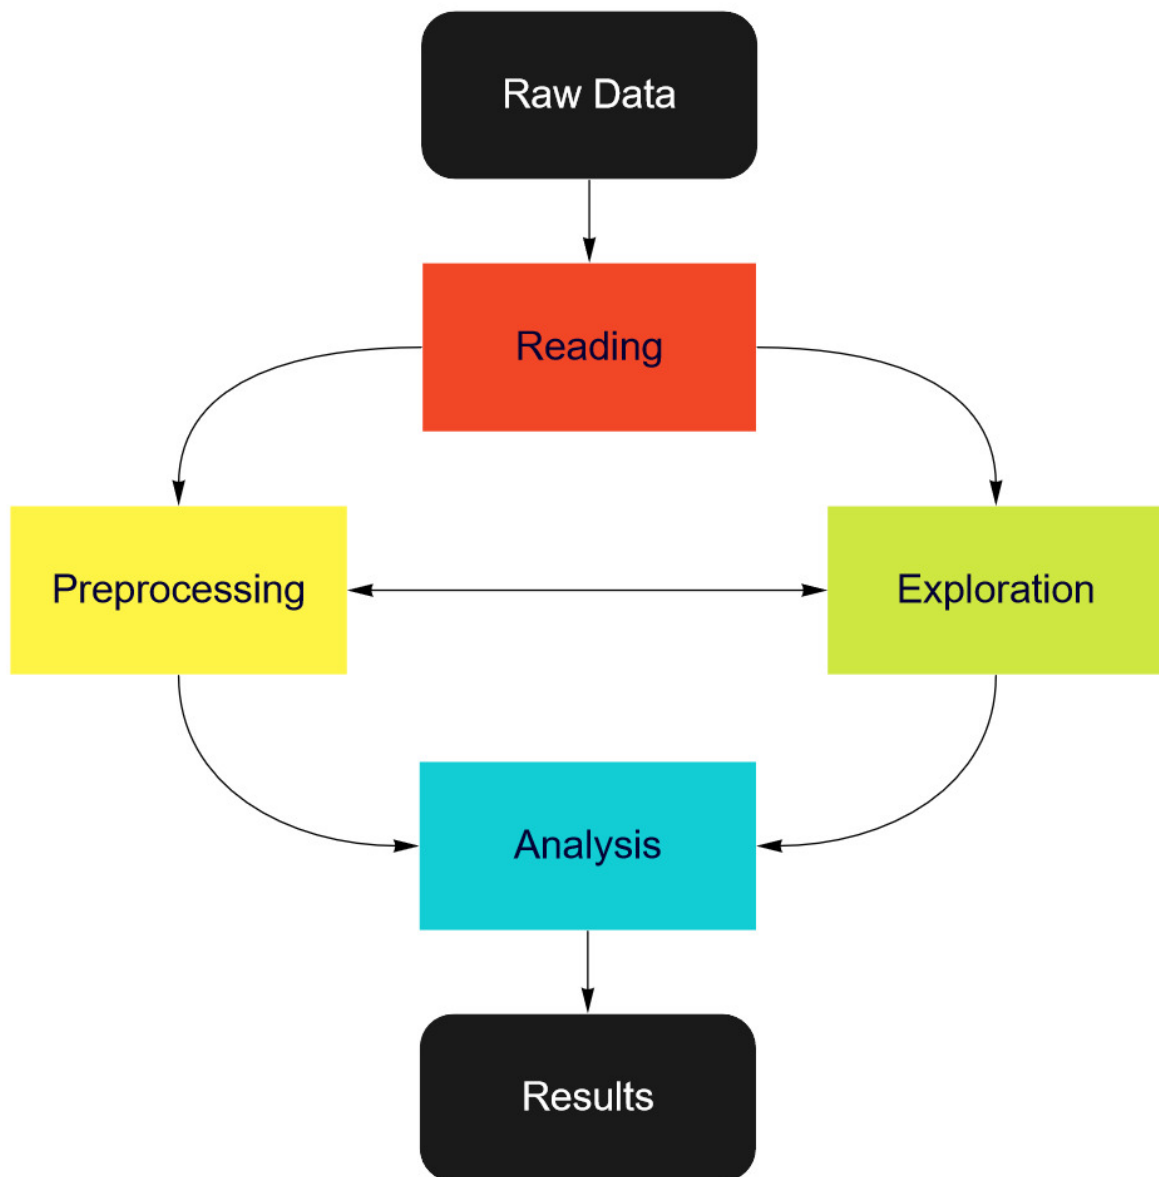 Raw Data
Reading
Preprocessing
Exploration
Analysis
Results